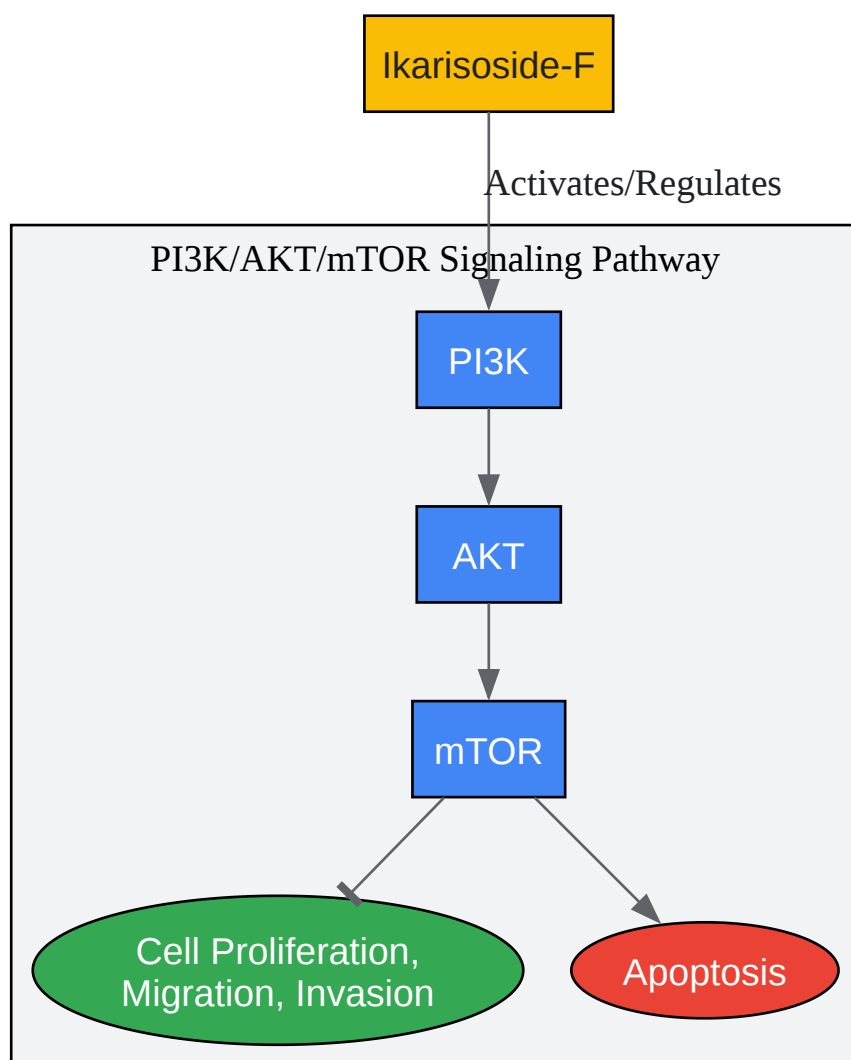 Ikarisoside-F
Activates/Regulates
PI3K/AKT/mTOR Signaling Pathway
PI3K
AKT
mTOR
Cell Proliferation,
Migration, Invasion
Apoptosis